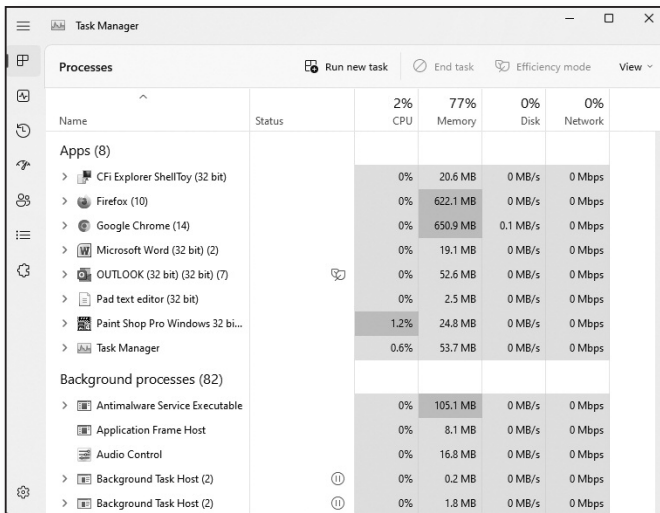 Task Manager
Processes Run new task End task Efficiency mode View
2% 77% 0% 0%
Name Status CPU Memory Disk Network
Apps (8)
CFi Explorer ShellToy (32 bit) 0% 20.6 MB 0 MB/s 0 Mbps
Firefox (10) 0% 622.1 MB 0 MB/s 0 Mbps
Google Chrome (14) 0% 650.9 MB 0.1 MB/s 0 Mbps
Microsoft Word (32 bit) (2) 0% 19.1 MB 0 MB/s 0 Mbps
OUTLOOK (32 bit) (32 bit) (7) 0% 52.6 MB 0 MB/s 0 Mbps
Pad text editor (32 bit) 0% 2.5 MB 0 MB/s 0 Mbps
Paint Shop Pro Windows 32 bi... 1.2% 24.8 MB 0 MB/s 0 Mbps
Task Manager 0.6% 53.7 MB 0 MB/s 0 Mbps
Background processes (82)
Antimalware Service Executable 0% 105.1 MB 0 MB/s 0 Mbps
Application Frame Host 0% 8.1 MB 0 MB/s 0 Mbps
Audio Control 0% 16.8 MB 0 MB/s 0 Mbps
Background Task Host (2) 0% 0.2 MB 0 MB/s 0 Mbps
Background Task Host (2) 0% 1.8 MB 0 MB/s 0 Mbps